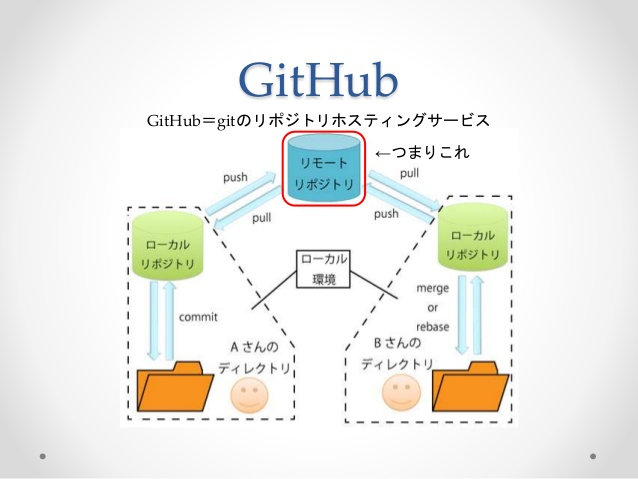 GitHub
GitHub＝gitのリポジトリホスティングサービス
←つまりこれ
リモート
リポジトリ
push
pull
pull
push
ローカル
リポジトリ
ローカル
リポジトリ
ローカル
環境
commit
merge
or
rebase
Aさんの
ディレクトリ
Bさんの
ディレクトリ